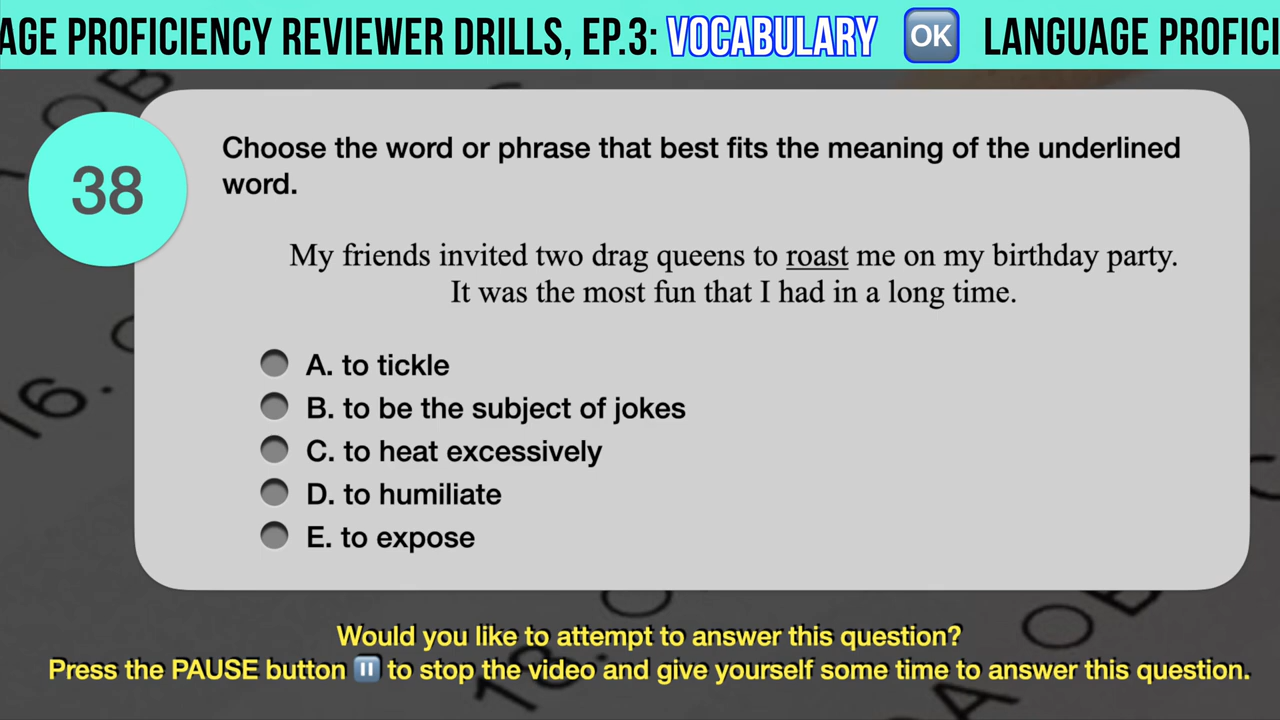 AGE PROFICIENCY REVIEWER DRILLS, EP.3: VOCABULARY 🆗 LANGUAGE PROFICI
38
Choose the word or phrase that best fits the meaning of the underlined
word.
My friends invited two drag queens to roast me on my birthday party.
It was the most fun that I had in a long time.
A. to tickle
B. to be the subject of jokes
C. to heat excessively
D. to humiliate
E. to expose
16.
18.
Would you like to attempt to answer this question?
Press the PAUSE button ⏸️ to stop the video and give yourself some time to answer this question.